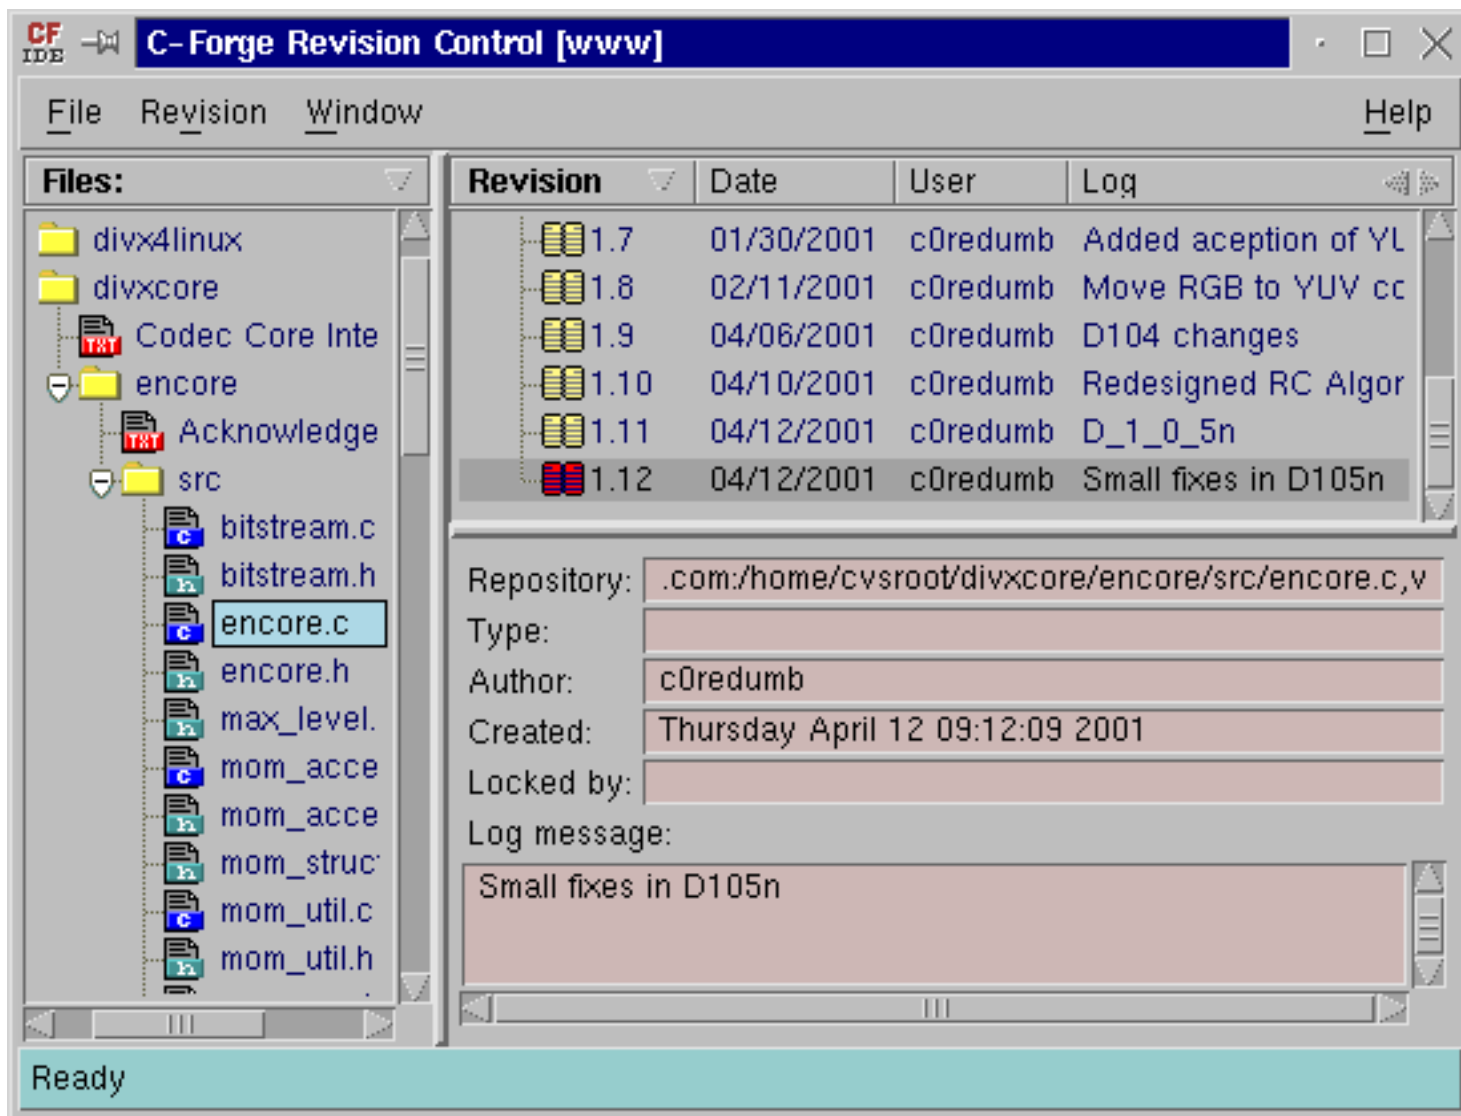 CF
IDE
C-Forge Revision Control [www]
File Revision Window Help
Files:
divx4linux
divxcore
TXT Codec Core Inte
encore
TXT Acknowledge
src
c bitstream.c
h bitstream.h
c encore.c
h encore.h
h max_level.
c mom_acce
h mom_acce
h mom_struc
c mom_util.c
h mom_util.h
Revision Date User Log
1.7 01/30/2001 c0redumb Added aception of YU
1.8 02/11/2001 c0redumb Move RGB to YUV cc
1.9 04/06/2001 c0redumb D104 changes
1.10 04/10/2001 c0redumb Redesigned RC Algor
1.11 04/12/2001 c0redumb D_1_0_5n
1.12 04/12/2001 c0redumb Small fixes in D105n
Repository: .com:/home/cvsroot/divxcore/encore/src/encore.c,v
Type:
Author: c0redumb
Created: Thursday April 12 09:12:09 2001
Locked by:
Log message:
Small fixes in D105n
Ready